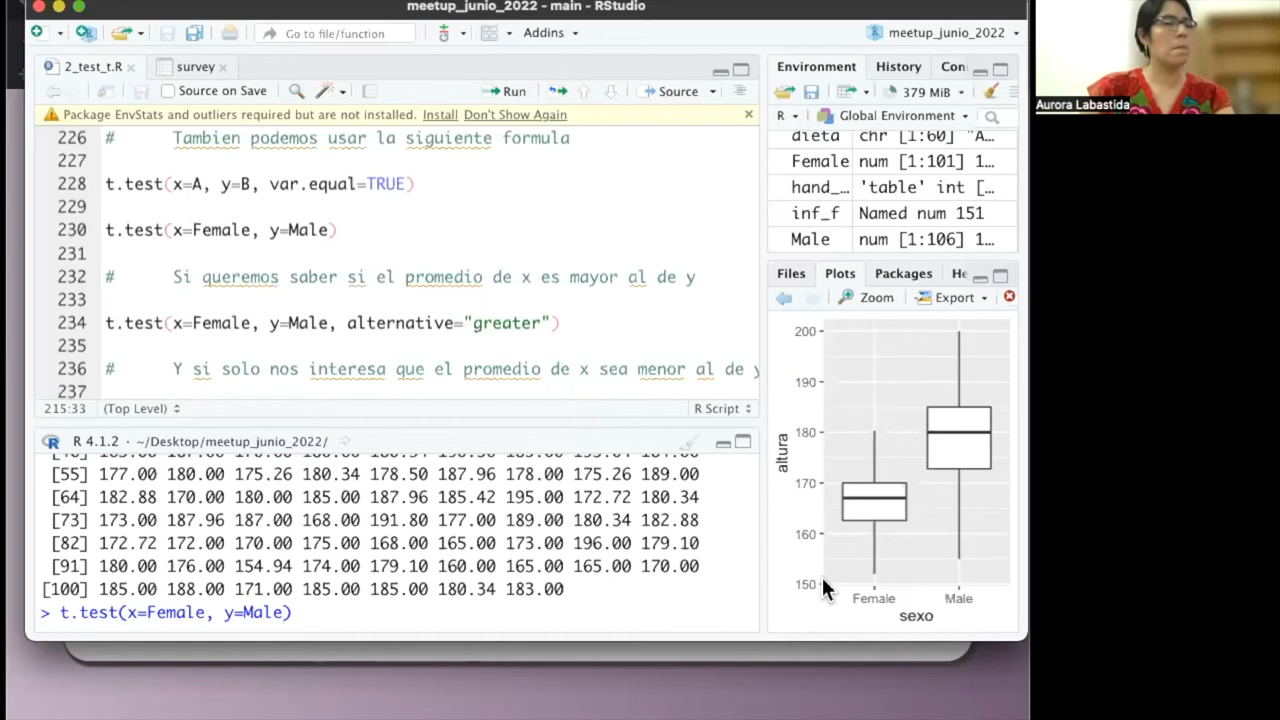 meetup_junio_2022 - main - RStudio
Go to file/function
Addins
meetup_junio_2022
2_test_t.R
survey
Source on Save
Run
Source
Package EnvStats and outliers required but are not installed. Install Don't Show Again
226 # Tambien podemos usar la siguiente formula
227
228 t.test(x=A, y=B, var.equal=TRUE)
229
230 t.test(x=Female, y=Male)
231
232 # Si queremos saber si el promedio de x es mayor al de y
233
234 t.test(x=Female, y=Male, alternative="greater")
235
236 # Y si solo nos interesa que el promedio de x sea menor al de y
237
215:33 (Top Level) R Script
R 4.1.2 · ~/Desktop/meetup_junio_2022/
[55] 177.00 180.00 175.26 180.34 178.50 187.96 178.00 175.26 189.00
[64] 182.88 170.00 180.00 185.00 187.96 185.42 195.00 172.72 180.34
[73] 173.00 187.96 187.00 168.00 191.80 177.00 189.00 180.34 182.88
[82] 172.72 172.00 170.00 175.00 168.00 165.00 173.00 196.00 179.10
[91] 180.00 176.00 154.94 174.00 179.10 160.00 165.00 165.00 170.00
[100] 185.00 188.00 171.00 185.00 185.00 180.34 183.00
> t.test(x=Female, y=Male)
Environment History Con
379 MiB
R Global Environment
dieta chr [1:60] "A…
Female num [1:101] 1…
hand_… 'table' int […
inf_f Named num 151
Male num [1:106] 1…
Files Plots Packages He
Zoom Export
200
190
180
170
160
150
altura
Female Male
sexo
Aurora Labastida